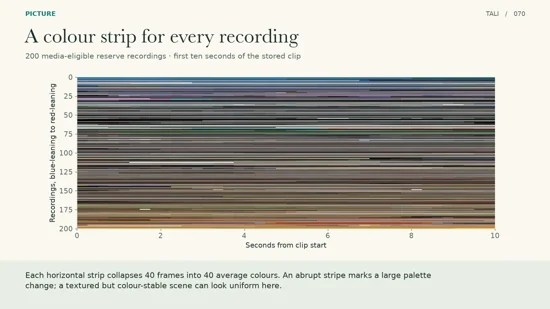 PICTURE
TALI / 070
A colour strip for every recording
200 media-eligible reserve recordings · first ten seconds of the stored clip
Recordings, blue-leaning to red-leaning
0
25
50
75
100
125
150
175
200
0
2
4
6
8
10
Seconds from clip start
Each horizontal strip collapses 40 frames into 40 average colours. An abrupt stripe marks a large palette
change; a textured but colour-stable scene can look uniform here.